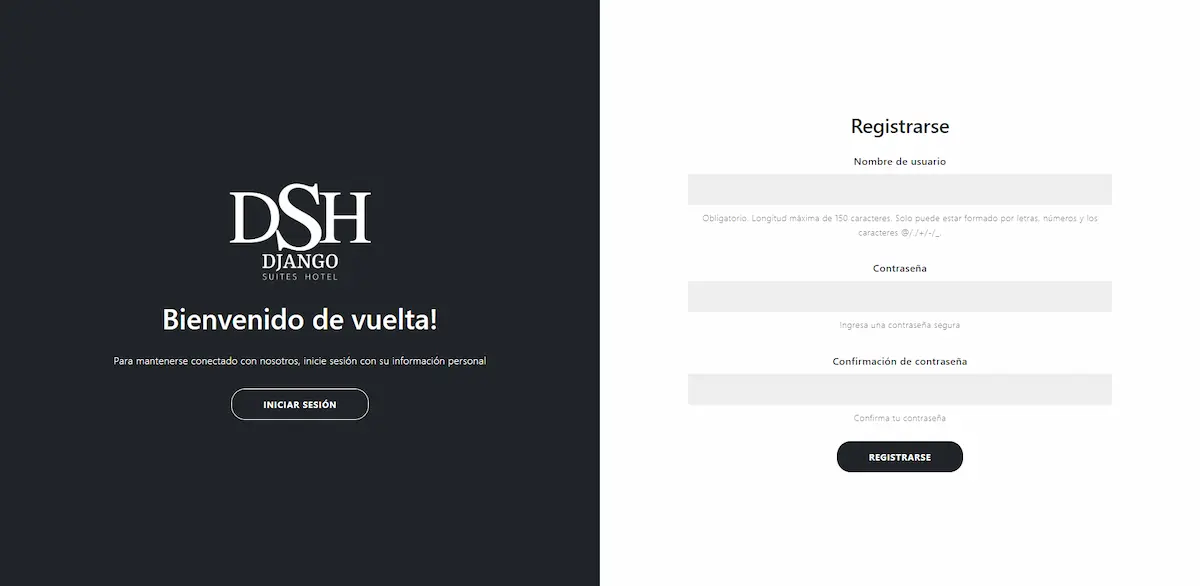 DSH
DJANGO
SUITES HOTEL
Bienvenido de vuelta!
Para mantenerse conectado con nosotros, inicie sesión con su información personal
INICIAR SESIÓN
Registrarse
Nombre de usuario
Obligatorio. Longitud máxima de 150 caracteres. Solo puede estar formado por letras, números y los
caracteres @/./+/-/_.
Contraseña
Ingresa una contraseña segura
Confirmación de contraseña
Confirma tu contraseña
REGISTRARSE